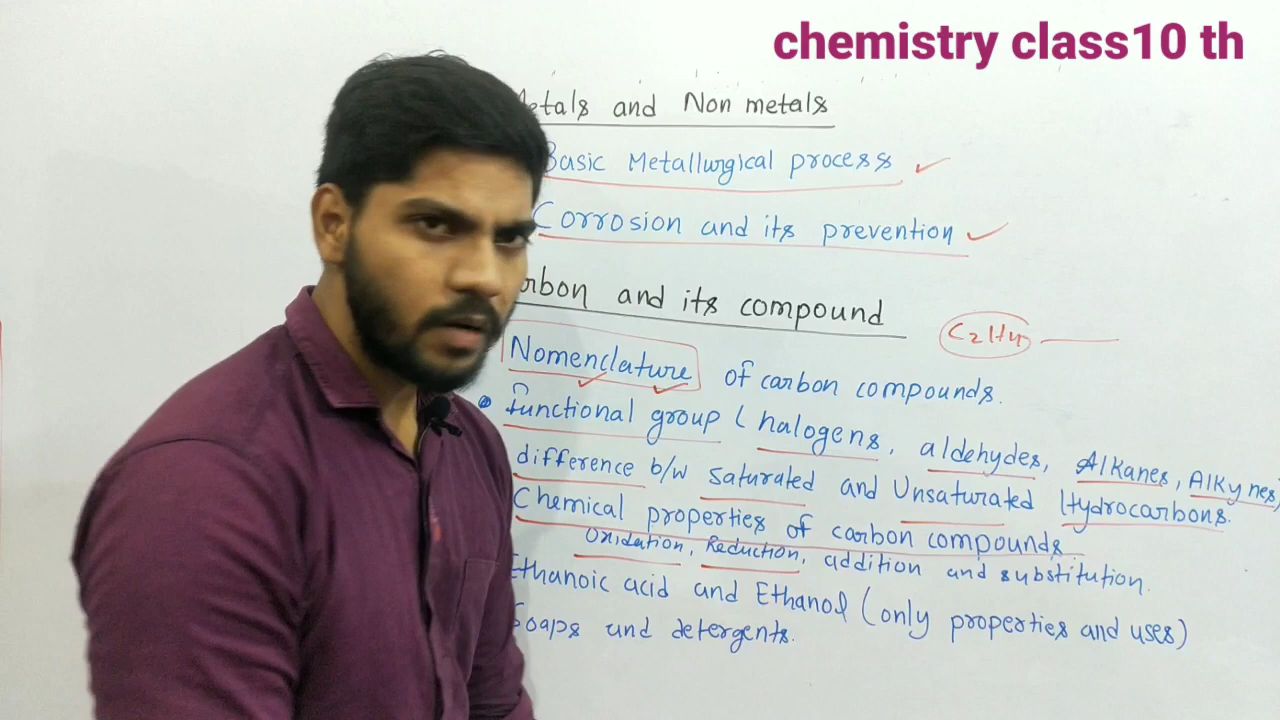 chemistry class10 th
etals and Non metals
Basic Metallurgical process
Corrosion and its prevention
rbon and its compound
C2H4
Nomenclature of carbon compounds.
functional group (halogens, aldehydes, Alkanes, Alkynes)
difference b/w saturated and Unsaturated Hydrocarbons.
Chemical properties of carbon compounds
Oxidation, Reduction, addition and substitution.
Ethanoic acid and Ethanol (only properties and uses)
Soaps and detergents.